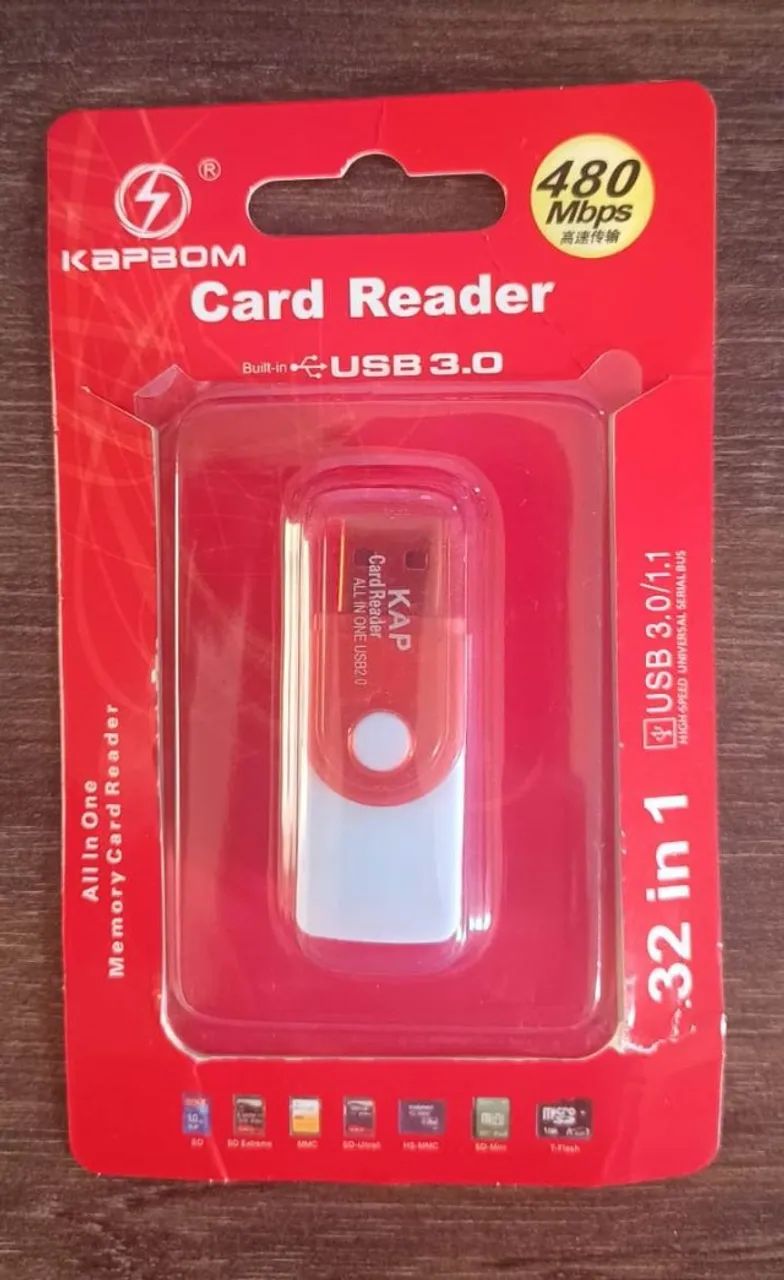 ®
KAPBOM
480
Mbps
高速传输
Card Reader
Built-in USB 3.0
KAP
Card Reader
ALL IN ONE USB2.0
All In One
Memory Card Reader
USB 3.0/1.1
HIGH-SPEED UNIVERSAL SERIAL BUS
32 in 1
SD
SD Extreme
MMC
SD-Ultrall
HS-MMC
SD-Mini
T-Flash